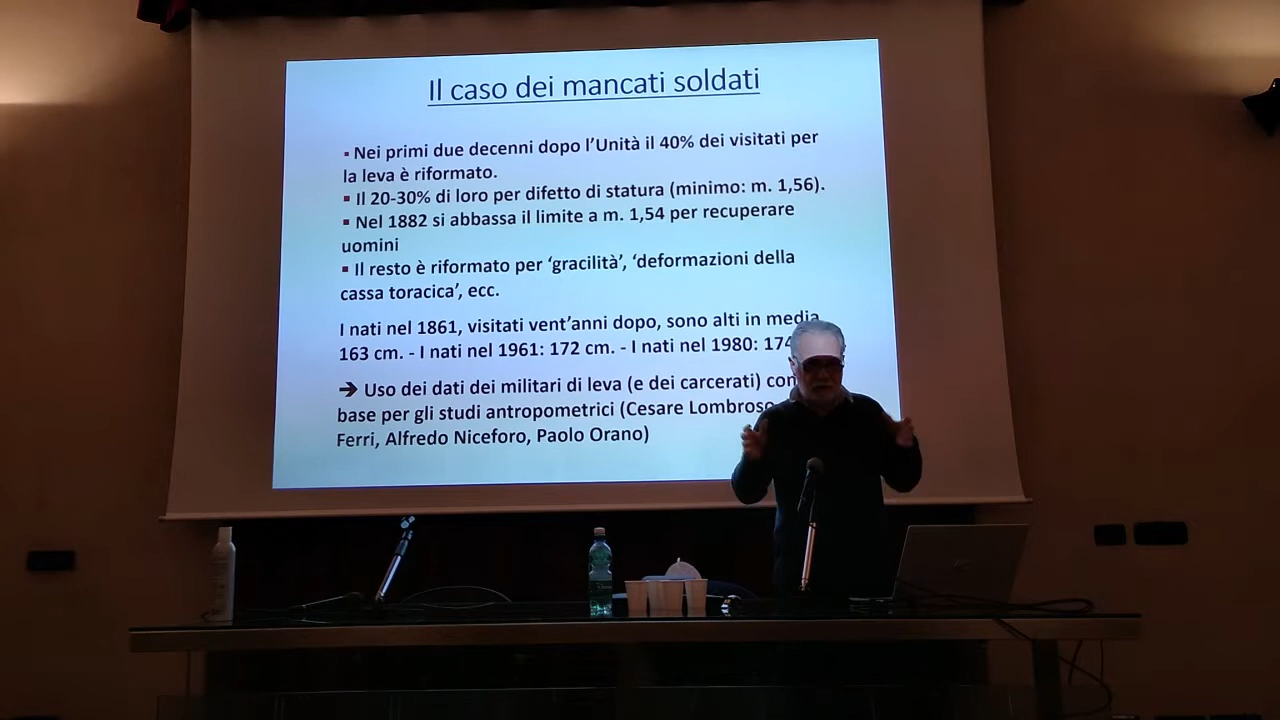 Il caso dei mancati soldati
▪ Nei primi due decenni dopo l'Unità il 40% dei visitati per
la leva è riformato.
▪ Il 20-30% di loro per difetto di statura (minimo: m. 1,56).
▪ Nel 1882 si abbassa il limite a m. 1,54 per recuperare
uomini
▪ Il resto è riformato per 'gracilità', 'deformazioni della
cassa toracica', ecc.
I nati nel 1861, visitati vent'anni dopo, sono alti in media
163 cm. - I nati nel 1961: 172 cm. - I nati nel 1980: 174
➔ Uso dei dati dei militari di leva (e dei carcerati)
base per gli studi antropometrici (Cesare Lombroso
Ferri, Alfredo Niceforo, Paolo Orano)